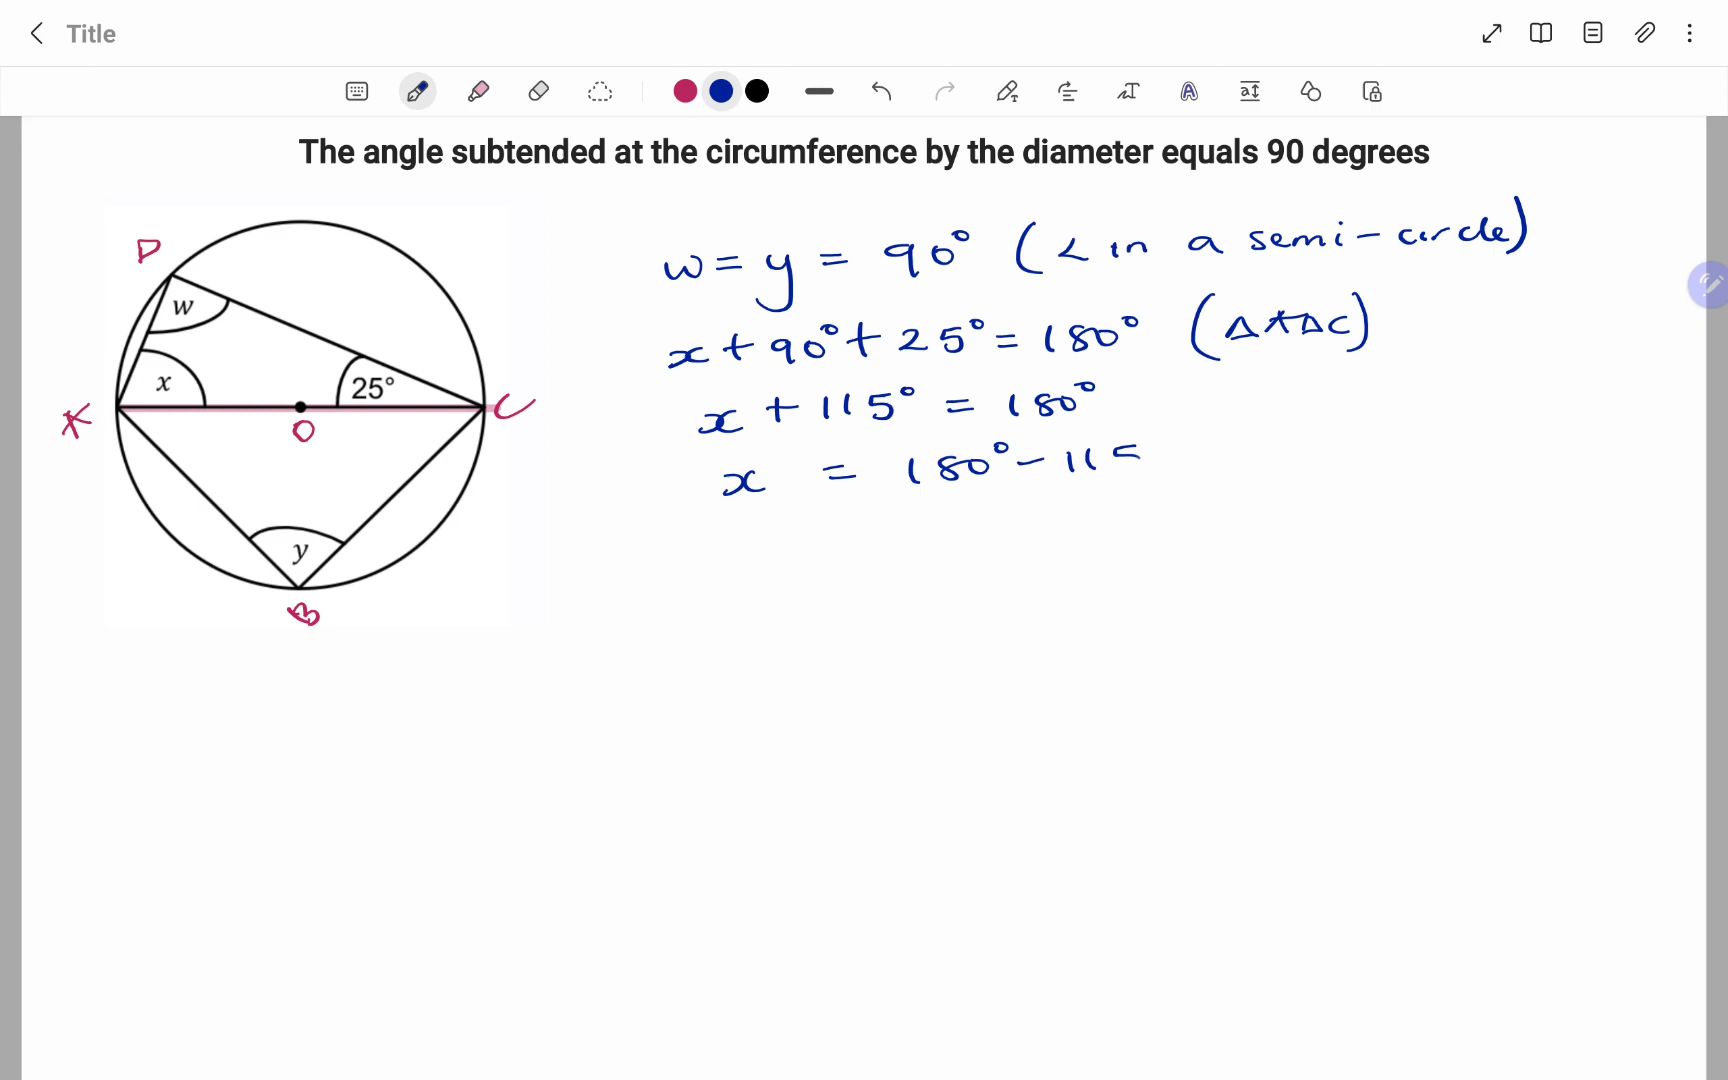 Title
The angle subtended at the circumference by the diameter equals 90 degrees
D
w
x
25°
A
O
C
y
B
w = y = 90° (∠ in a semi-circle)
x + 90° + 25° = 180° (△ADC)
x + 115° = 180°
x = 180° - 115